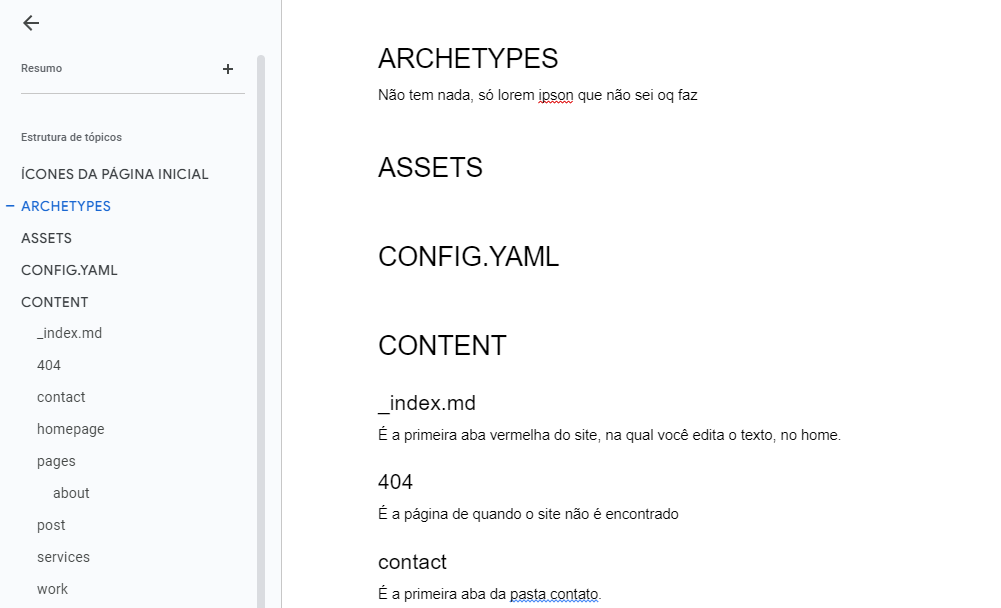 Resumo
Estrutura de tópicos
ÍCONES DA PÁGINA INICIAL
ARCHETYPES
ASSETS
CONFIG.YAML
CONTENT
_index.md
404
contact
homepage
pages
about
post
services
work
ARCHETYPES
Não tem nada, só lorem ipson que não sei oq faz
ASSETS
CONFIG.YAML
CONTENT
_index.md
É a primeira aba vermelha do site, na qual você edita o texto, no home.
404
É a página de quando o site não é encontrado
contact
É a primeira aba da pasta contato.